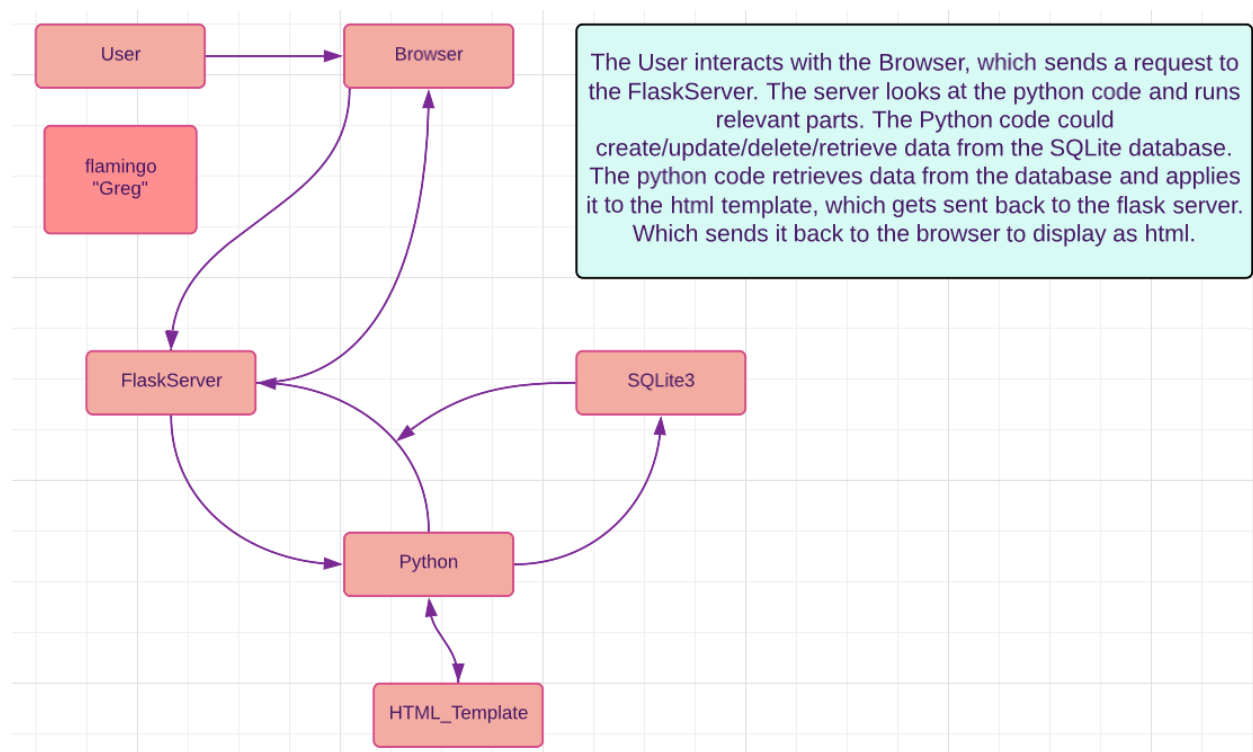 User
Browser
The User interacts with the Browser, which sends a request to
the FlaskServer. The server looks at the python code and runs
relevant parts. The Python code could
create/update/delete/retrieve data from the SQLite database.
The python code retrieves data from the database and applies
it to the html template, which gets sent back to the flask server.
Which sends it back to the browser to display as html.
flamingo
"Greg"
FlaskServer
SQLite3
Python
HTML_Template